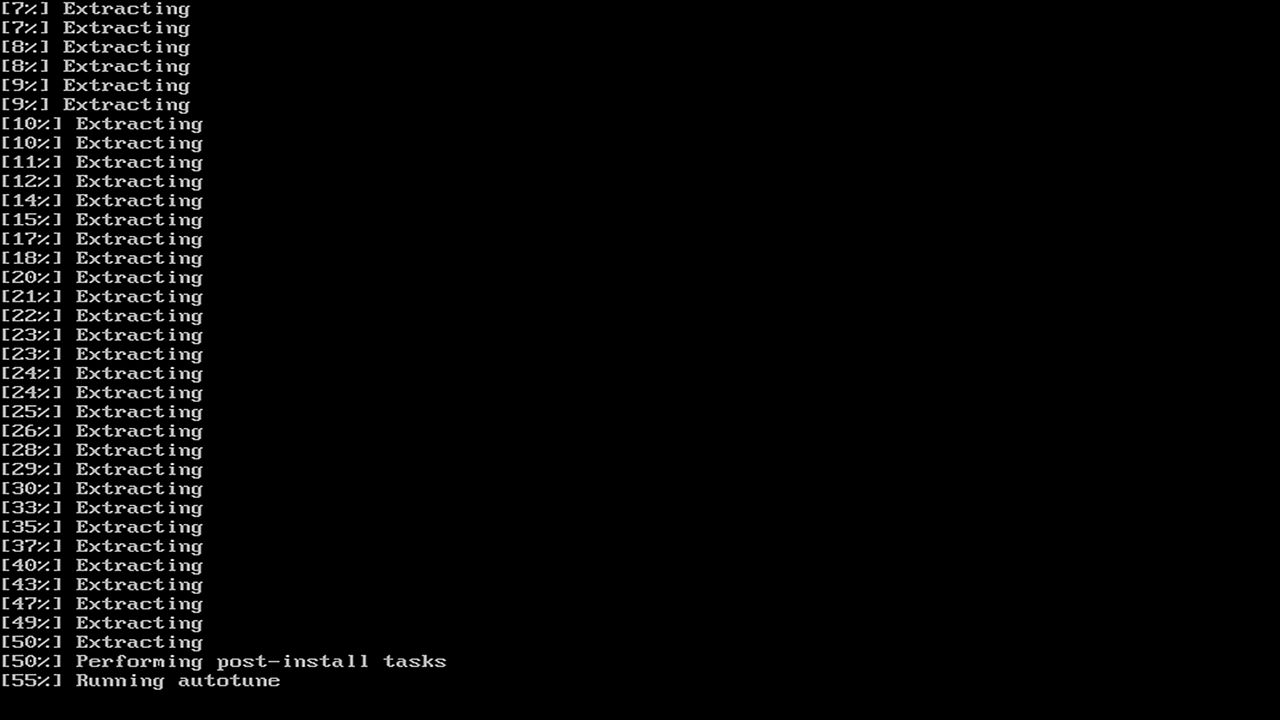 [7%] Extracting
[7%] Extracting
[8%] Extracting
[8%] Extracting
[9%] Extracting
[9%] Extracting
[10%] Extracting
[10%] Extracting
[11%] Extracting
[12%] Extracting
[14%] Extracting
[15%] Extracting
[17%] Extracting
[18%] Extracting
[20%] Extracting
[21%] Extracting
[22%] Extracting
[23%] Extracting
[23%] Extracting
[24%] Extracting
[24%] Extracting
[25%] Extracting
[26%] Extracting
[28%] Extracting
[29%] Extracting
[30%] Extracting
[33%] Extracting
[35%] Extracting
[37%] Extracting
[40%] Extracting
[43%] Extracting
[47%] Extracting
[49%] Extracting
[50%] Extracting
[50%] Performing post-install tasks
[55%] Running autotune